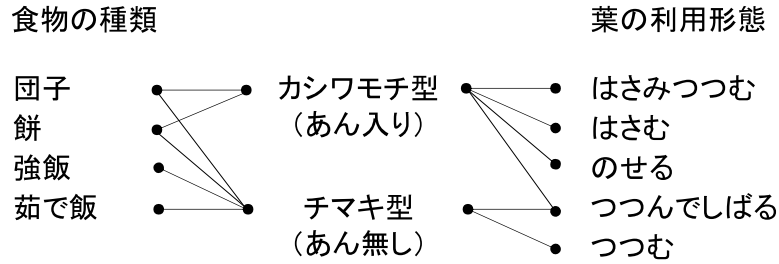 食物の種類
団子
餅
強飯
茹で飯
カシワモチ型
（あん入り）
チマキ型
（あん無し）
葉の利用形態
はさみつつむ
はさむ
のせる
つつんでしばる
つつむ